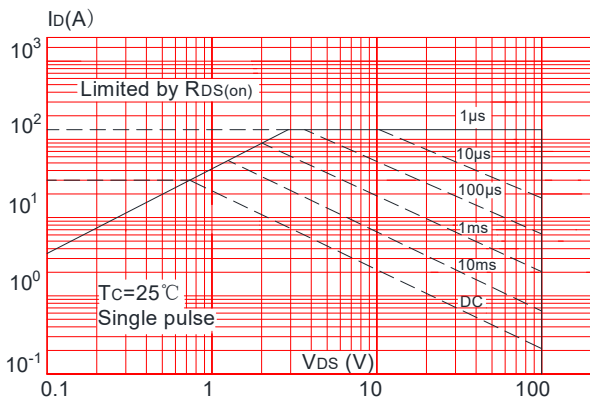 ID(A)
10³
Limited by RDS(on)
1µs
10²
10µs
100µs
10¹
1ms
10ms
10⁰
TC=25℃
DC
Single pulse
10⁻¹
VDS (V)
0.1 1 10 100